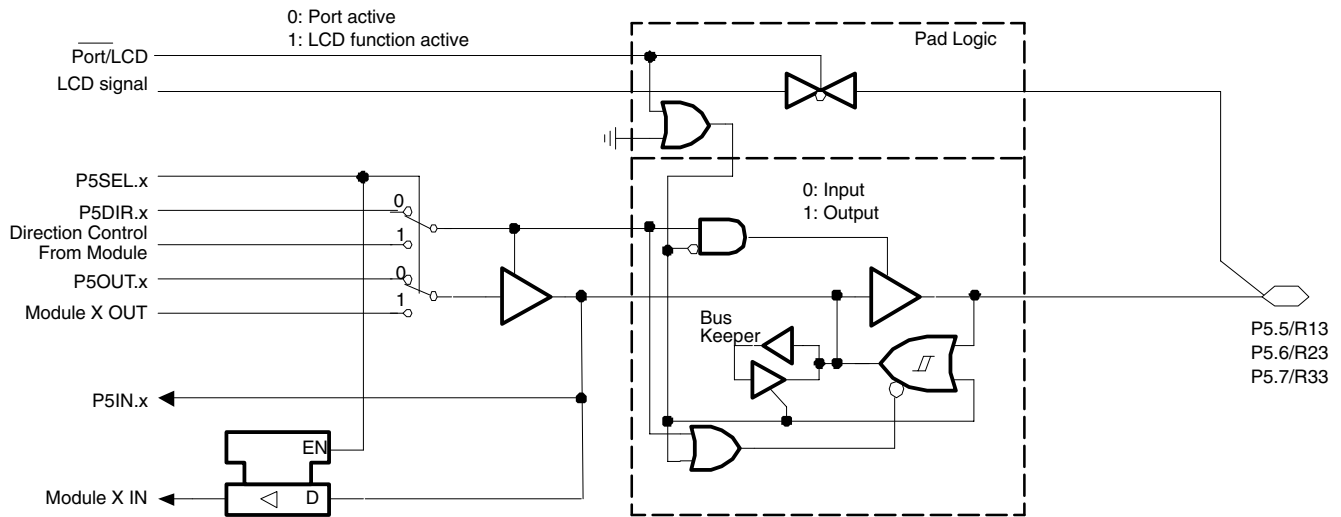 0: Port active
1: LCD function active
Port/LCD
LCD signal
Pad Logic
P5SEL.x
P5DIR.x
0
Direction Control
From Module
1
P5OUT.x
0
Module X OUT
1
0: Input
1: Output
Bus
Keeper
P5.5/R13
P5.6/R23
P5.7/R33
P5IN.x
EN
Module X IN
D